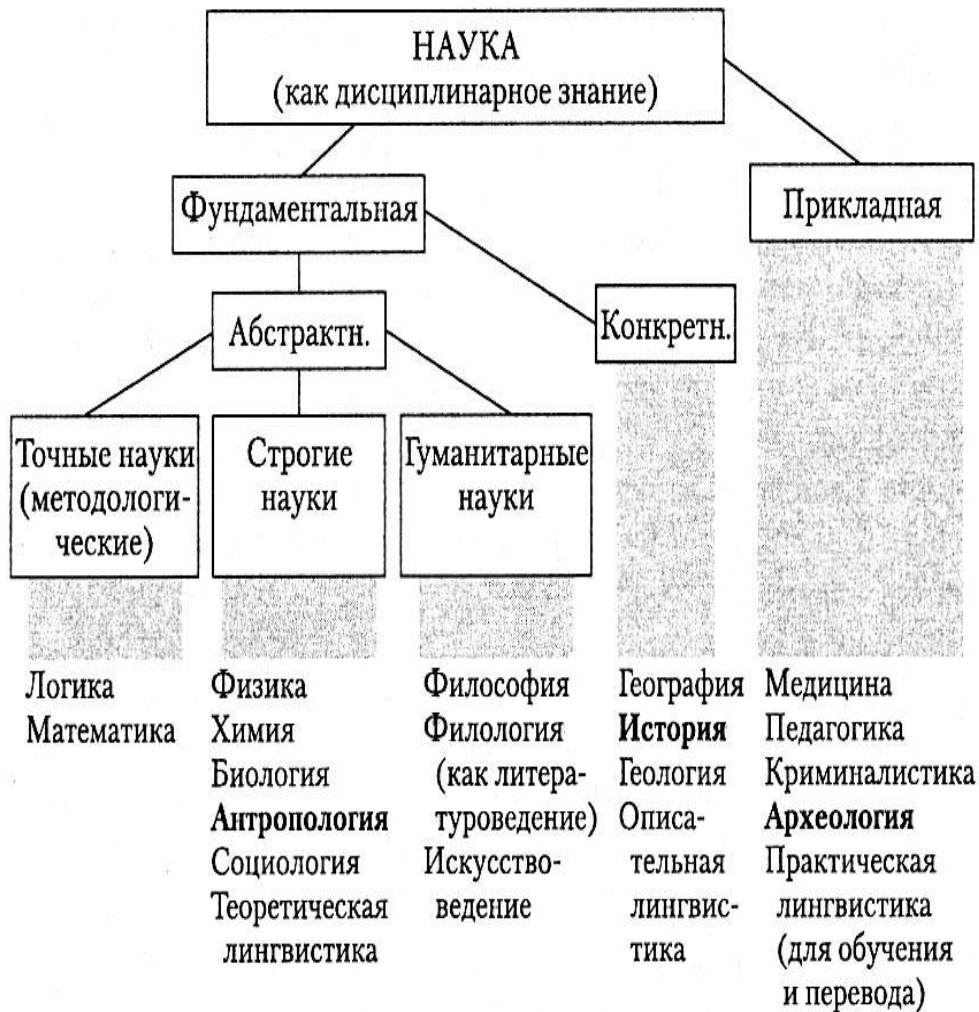 НАУКА
(как дисциплинарное знание)
Фундаментальная
Прикладная
Абстрактн.
Конкретн.
Точные науки
(методологи-
ческие)
Строгие
науки
Гуманитарные
науки
Логика
Математика
Физика
Химия
Биология
Антропология
Социология
Теоретическая
лингвистика
Философия
Филология
(как литера-
туроведение)
Искусство-
ведение
География
История
Геология
Описа-
тельная
лингвис-
тика
Медицина
Педагогика
Криминалистика
Археология
Практическая
лингвистика
(для обучения
и перевода)